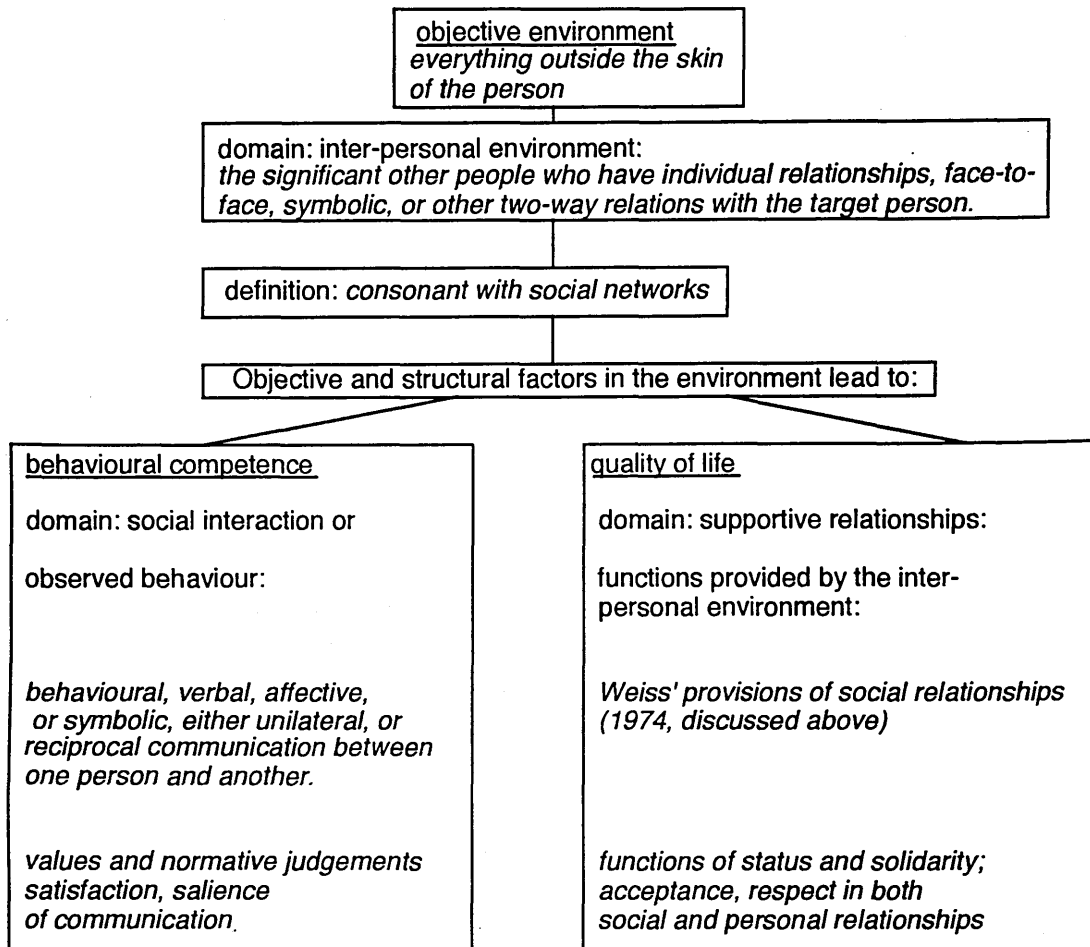 objective environment
everything outside the skin
of the person
domain: inter-personal environment:
the significant other people who have individual relationships, face-to-
face, symbolic, or other two-way relations with the target person.
definition: consonant with social networks
Objective and structural factors in the environment lead to:
behavioural competence
domain: social interaction or
observed behaviour:
behavioural, verbal, affective,
or symbolic, either unilateral, or
reciprocal communication between
one person and another.
values and normative judgements
satisfaction, salience
of communication.
quality of life
domain: supportive relationships:
functions provided by the inter-
personal environment:
Weiss' provisions of social relationships
(1974, discussed above)
functions of status and solidarity;
acceptance, respect in both
social and personal relationships